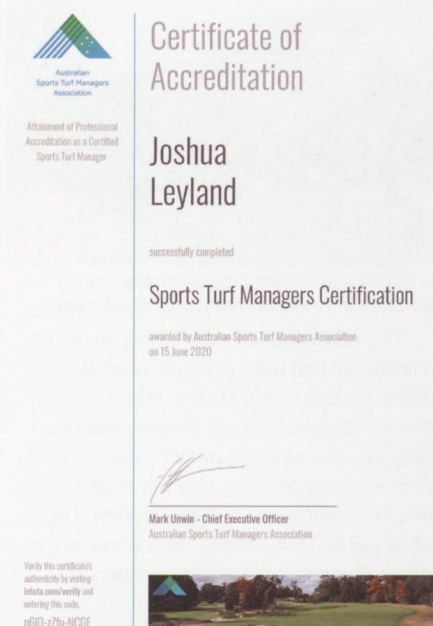 Australian
Sports Turf Managers
Association
Attainment of Professional
Accreditation as a Certified
Sports Turf Manager
Certificate of
Accreditation
Joshua
Leyland
successfully completed
Sports Turf Managers Certification
awarded by Australian Sports Turf Managers Association
on 15 June 2020
Mark Unwin - Chief Executive Officer
Australian Sports Turf Managers Association
Verify this certificate's
authenticity by visiting
intuto.com/verify and
entering this code.